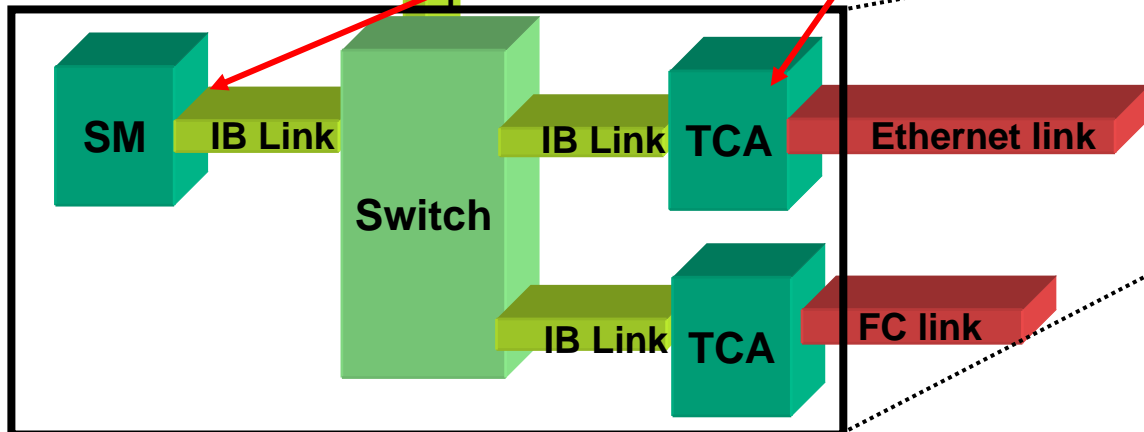 SM
IB Link
IB Link
TCA
Ethernet link
Switch
IB Link
TCA
FC link